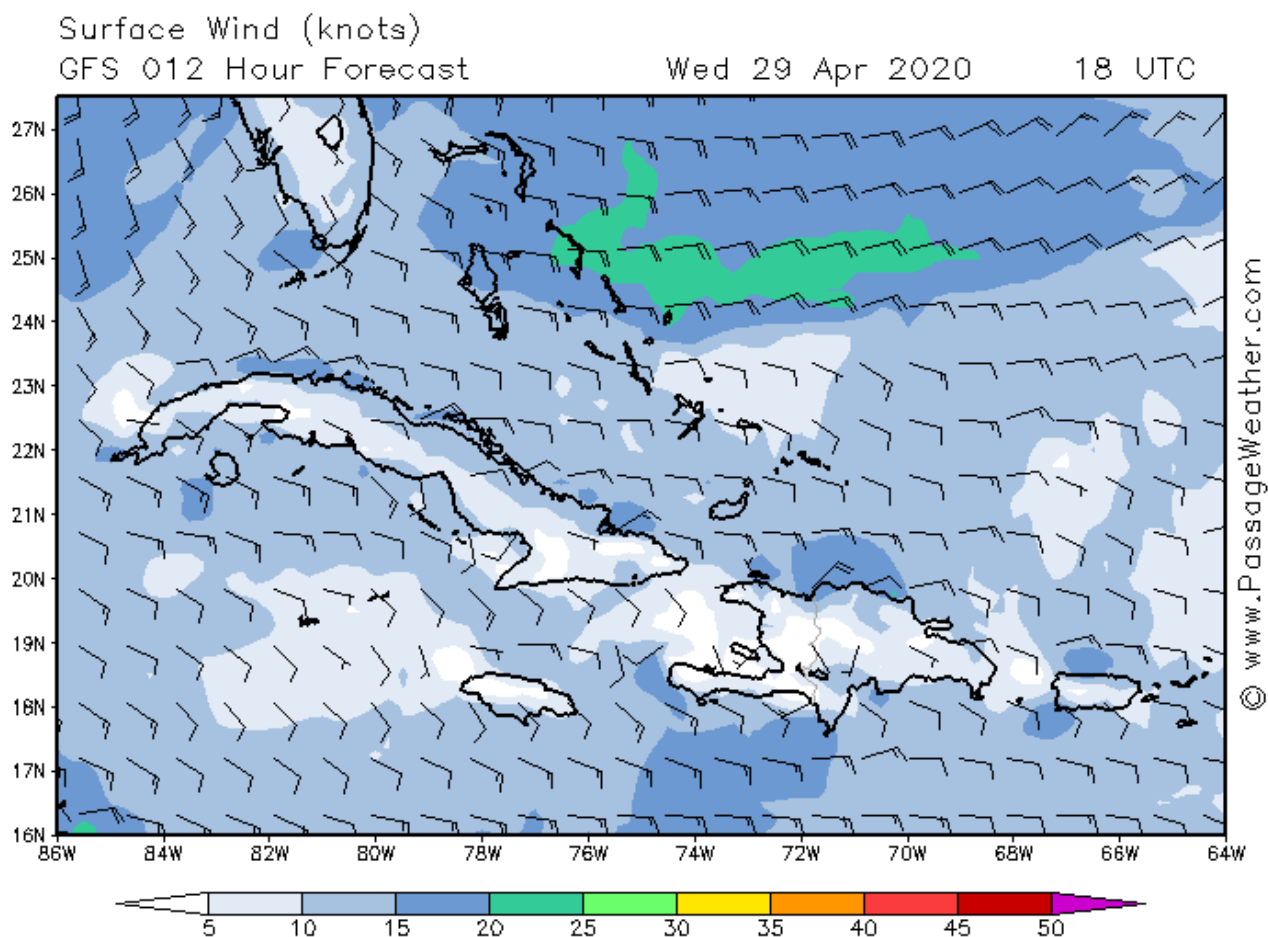 Surface Wind (knots)
GFS 012 Hour Forecast Wed 29 Apr 2020 18 UTC
27N
26N
25N
24N
23N
22N
21N
20N
19N
18N
17N
16N
86W 84W 82W 80W 78W 76W 74W 72W 70W 68W 66W 64W
© www.PassageWeather.com
5 10 15 20 25 30 35 40 45 50